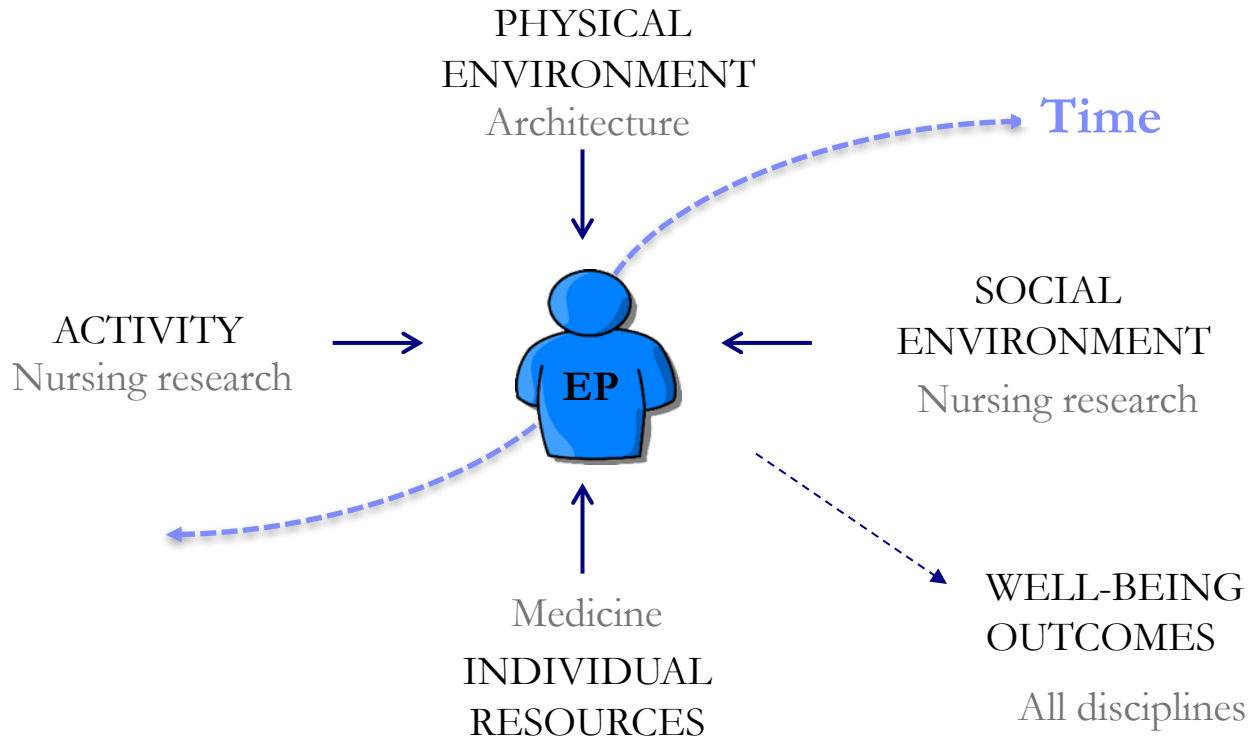 PHYSICAL
ENVIRONMENT
Architecture
Time
ACTIVITY
Nursing research
EP
SOCIAL
ENVIRONMENT
Nursing research
Medicine
INDIVIDUAL
RESOURCES
WELL-BEING
OUTCOMES
All disciplines